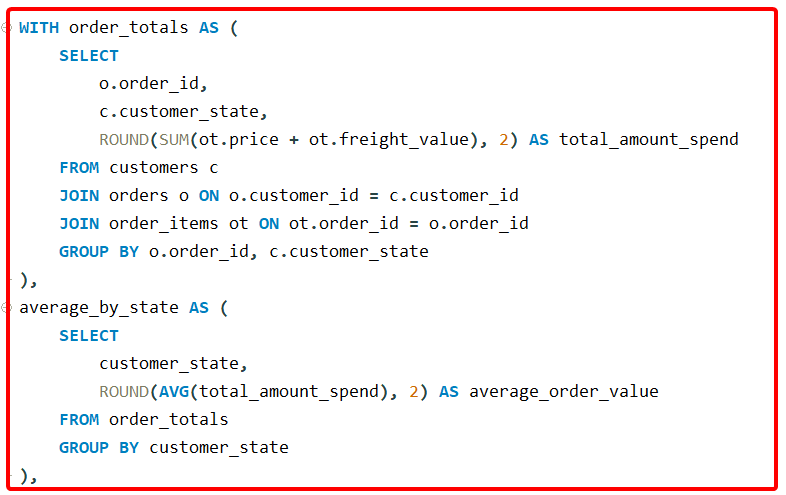 WITH order_totals AS (
    SELECT
        o.order_id,
        c.customer_state,
        ROUND(SUM(ot.price + ot.freight_value), 2) AS total_amount_spend
    FROM customers c
    JOIN orders o ON o.customer_id = c.customer_id
    JOIN order_items ot ON ot.order_id = o.order_id
    GROUP BY o.order_id, c.customer_state
),
average_by_state AS (
    SELECT
        customer_state,
        ROUND(AVG(total_amount_spend), 2) AS average_order_value
    FROM order_totals
    GROUP BY customer_state
),